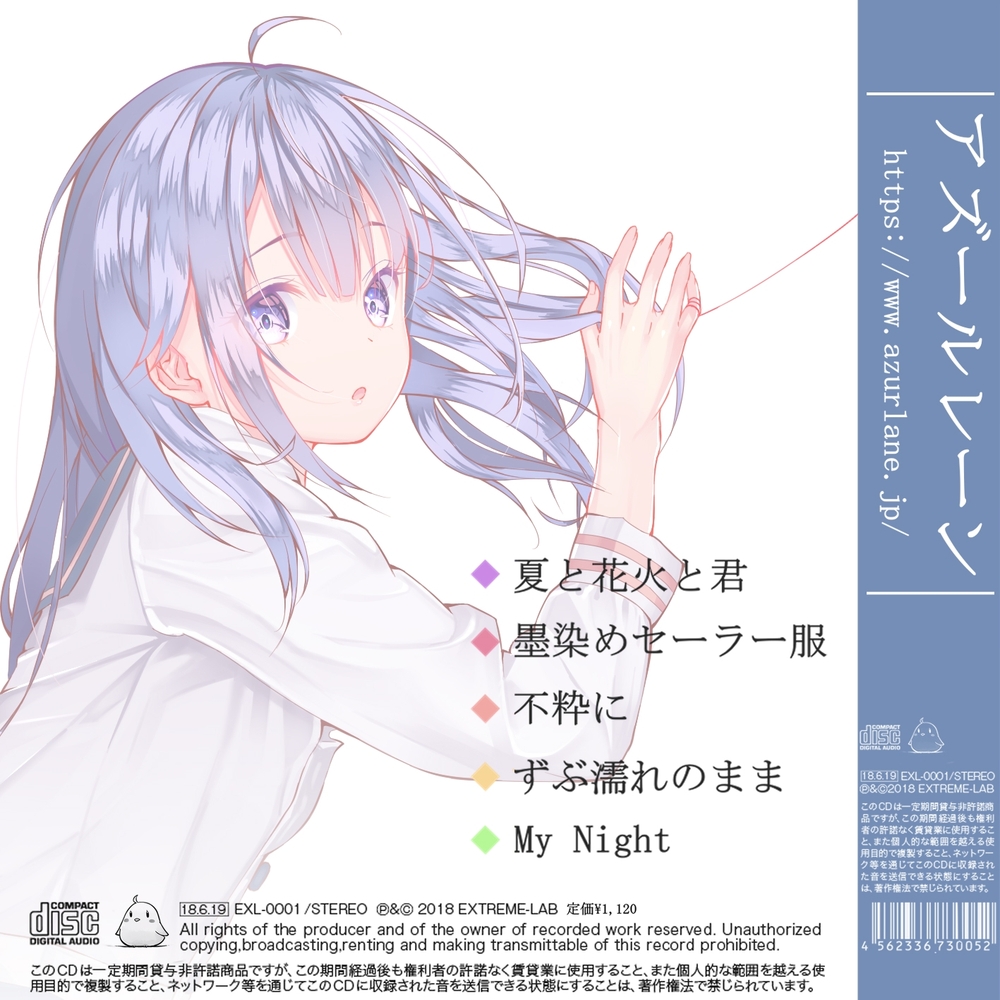 アズールレーン
https://www.azurlane.jp/
夏と花火と君
墨染めセーラー服
不粋に
ずぶ濡れのまま
My Night
COMPACT
disc
DIGITAL AUDIO
18.6.19 EXL-0001/STEREO Ⓟ&Ⓒ 2018 EXTREME-LAB 定価¥1,120
All rights of the producer and of the owner of recorded work reserved. Unauthorized
copying,broadcasting,renting and making transmittable of this record prohibited.
このCDは一定期間貸与非許諾商品ですが、この期間経過後も権利者の許諾なく賃貸業に使用すること、また個人的な範囲を越える使
用目的で複製すること、ネットワーク等を通じてこのCDに収録された音を送信できる状態にすることは、著作権法で禁じられています。
COMPACT
disc
DIGITAL AUDIO
18.6.19 EXL-0001/STEREO
Ⓟ&Ⓒ2018 EXTREME-LAB
このCDは一定期間貸与非許諾商
品ですが、この期間経過後も権利
者の許諾なく賃貸業に使用するこ
と、また個人的な範囲を越える使
用目的で複製すること、ネットワー
ク等を通じてこのCDに収録され
た音を送信できる状態にすること
は、著作権法で禁じられています。
4 562336 730052